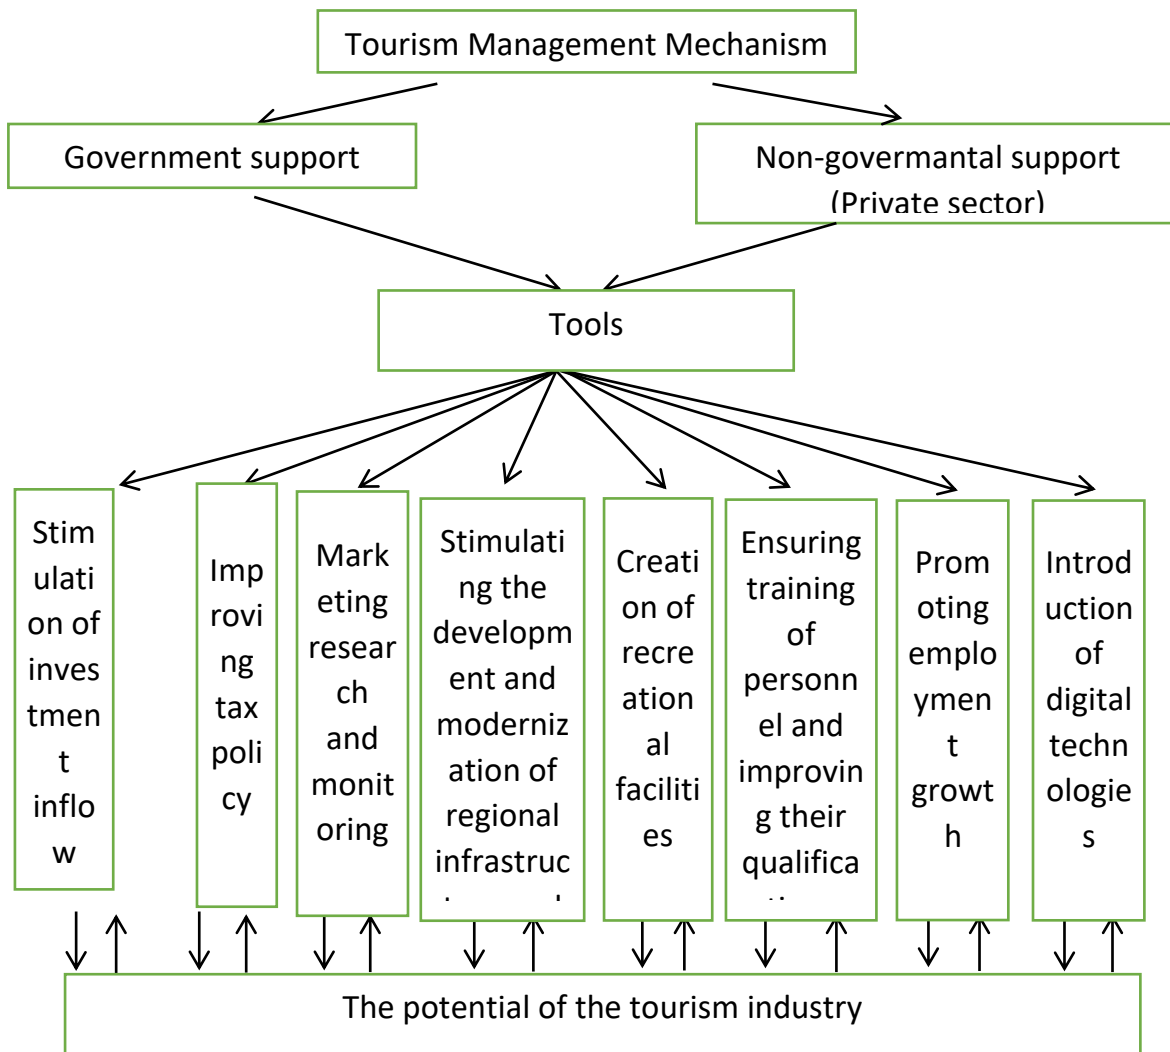 Tourism Management Mechanism
Government support
Non-govermantal support
(Private sector)
Tools
Stim
ulati
on of
inves
tmen
t
inflo
w
Imp
rovi
ng
tax
poli
cy
Mark
eting
resear
ch
and
monit
oring
Stimulati
ng the
developm
ent and
moderniz
ation of
regional
infrastruc
Creati
on of
recre
ation
al
faciliti
es
Ensuring
training
of
personn
el and
improvin
g their
qualifica
Prom
oting
emplo
ymen
t
growt
h
Introd
uction
of
digital
techn
ologie
s
The potential of the tourism industry